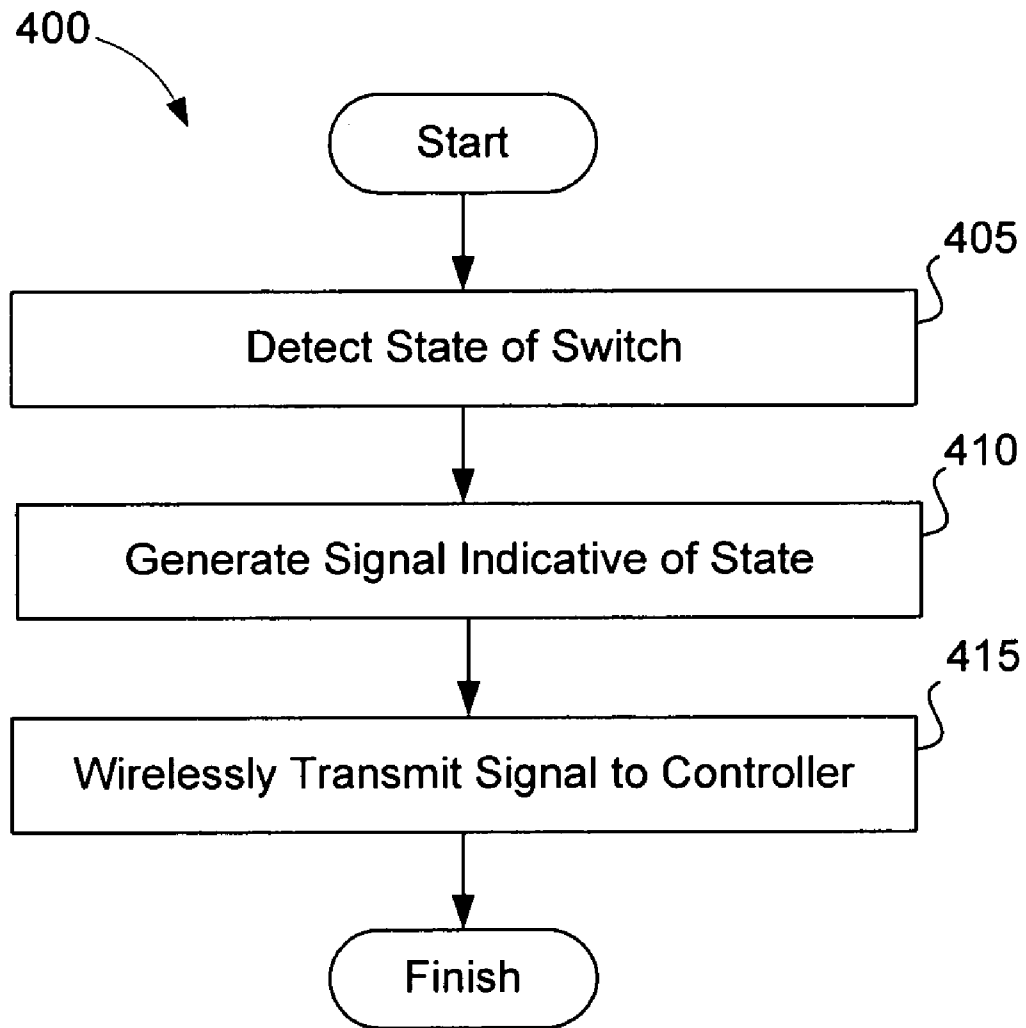 400
Start
405
Detect State of Switch
410
Generate Signal Indicative of State
415
Wirelessly Transmit Signal to Controller
Finish